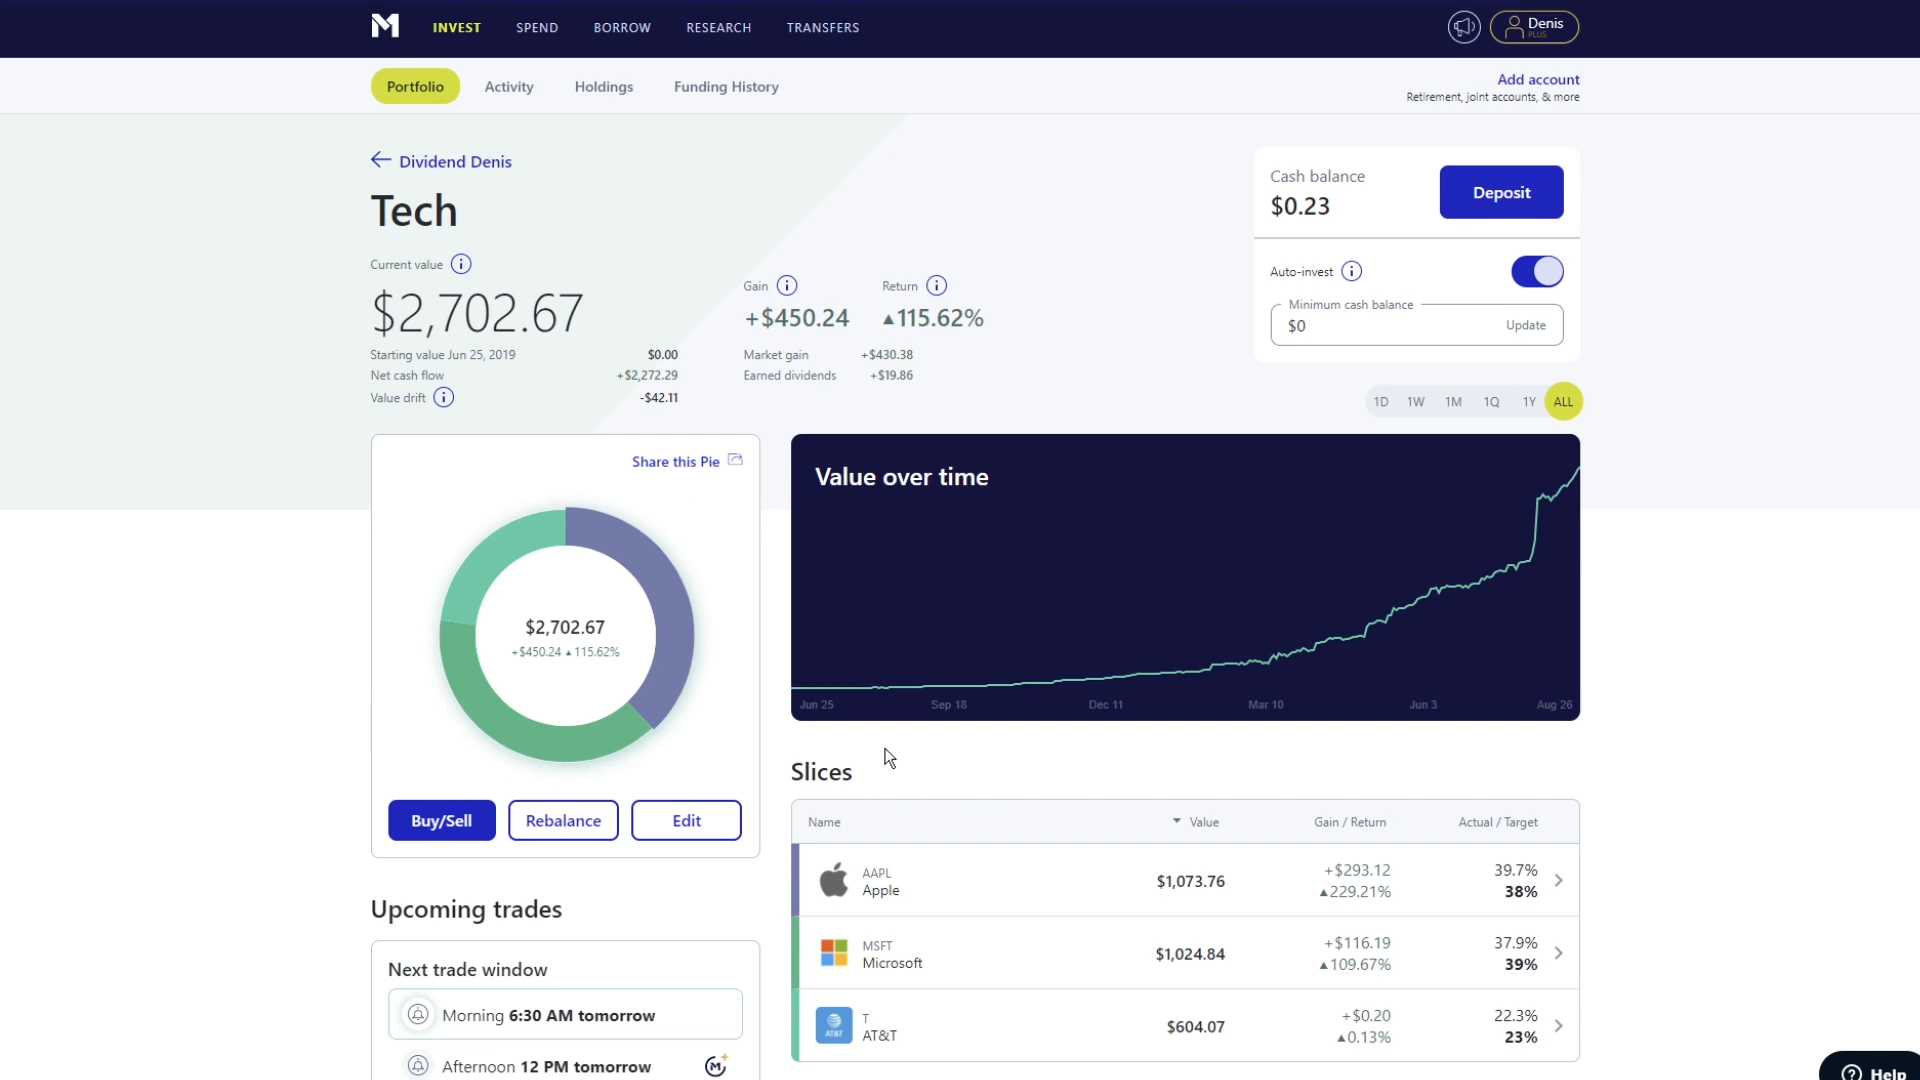 INVEST SPEND BORROW RESEARCH TRANSFERS
Denis
PLUS
Portfolio Activity Holdings Funding History
Add account
Retirement, joint accounts, & more
Dividend Denis
Tech
Current value
$2,702.67
Starting value Jun 25, 2019 $0.00
Net cash flow +$2,272.29
Value drift -$42.11
Gain Return
+$450.24 ▲115.62%
Market gain +$430.38
Earned dividends +$19.86
Cash balance
$0.23
Deposit
Auto-invest
Minimum cash balance
$0 Update
1D 1W 1M 1Q 1Y ALL
Share this Pie
$2,702.67
+$450.24 ▲115.62%
Buy/Sell Rebalance Edit
Value over time
Jun 25 Sep 18 Dec 11 Mar 10 Jun 3 Aug 26
Slices
Name Value Gain / Return Actual / Target
AAPL
Apple
$1,073.76
+$293.12
▲229.21%
39.7%
38%
MSFT
Microsoft
$1,024.84
+$116.19
▲109.67%
37.9%
39%
AT&T
T
AT&T
$604.07
+$0.20
▲0.13%
22.3%
23%
Upcoming trades
Next trade window
Morning 6:30 AM tomorrow
Afternoon 12 PM tomorrow
Help